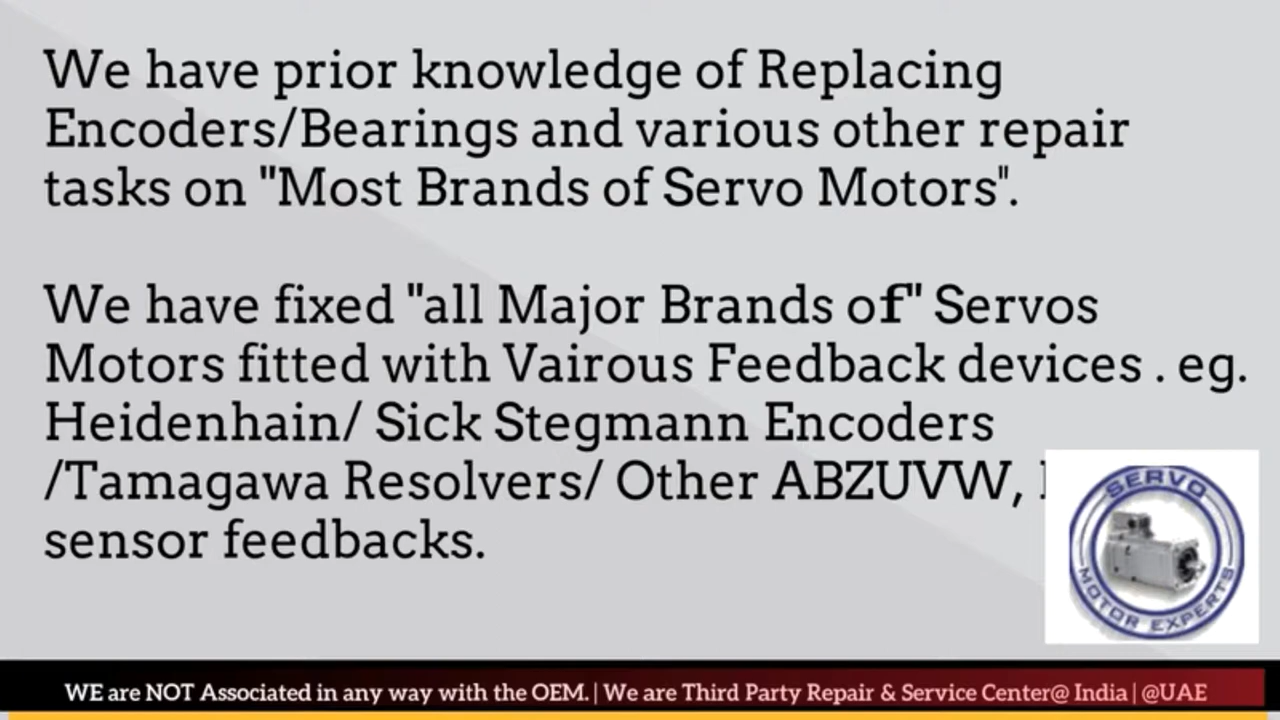 We have prior knowledge of Replacing
Encoders/Bearings and various other repair
tasks on "Most Brands of Servo Motors".
We have fixed "all Major Brands of" Servos
Motors fitted with Vairous Feedback devices . eg.
Heidenhain/ Sick Stegmann Encoders
/Tamagawa Resolvers/ Other ABZUVW,
sensor feedbacks.
SERVO
MOTOR EXPERTS
WE are NOT Associated in any way with the OEM. | We are Third Party Repair & Service Center@ India | @UAE